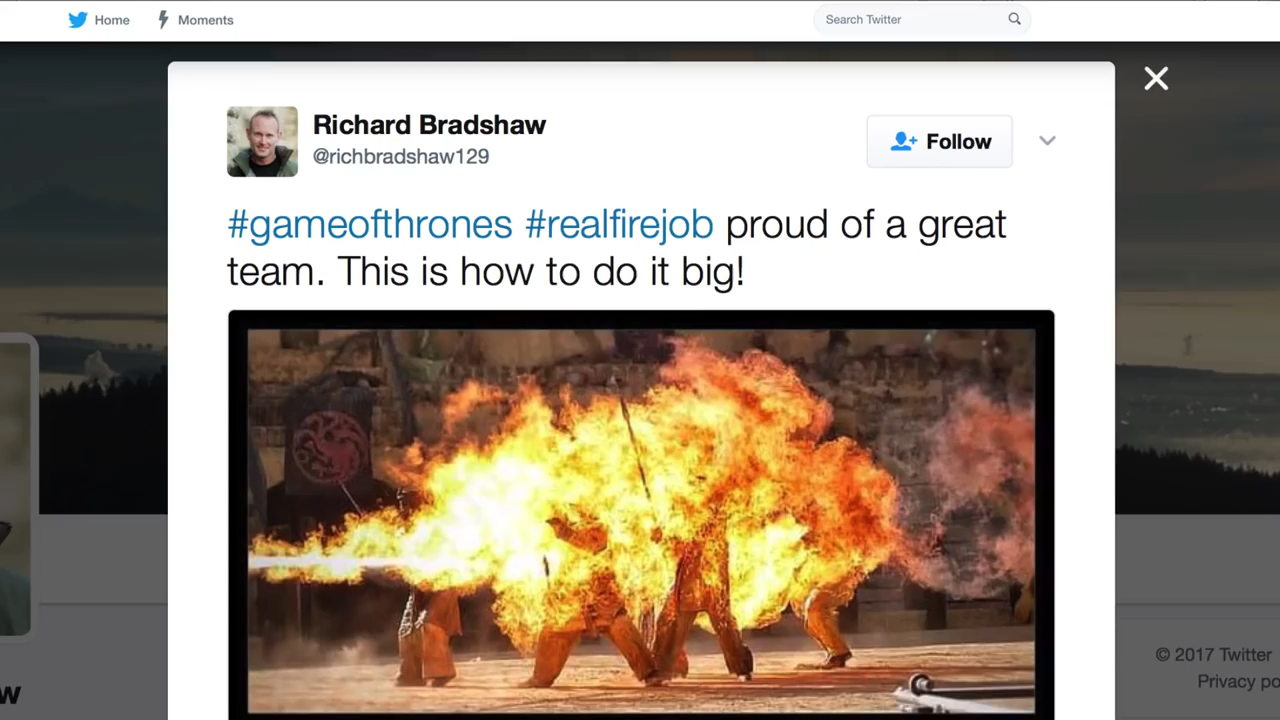 Home
Moments
Search Twitter
Richard Bradshaw
@richbradshaw129
Follow
#gameofthrones #realfirejob proud of a great
team. This is how to do it big!
w
© 2017 Twitter
Privacy po